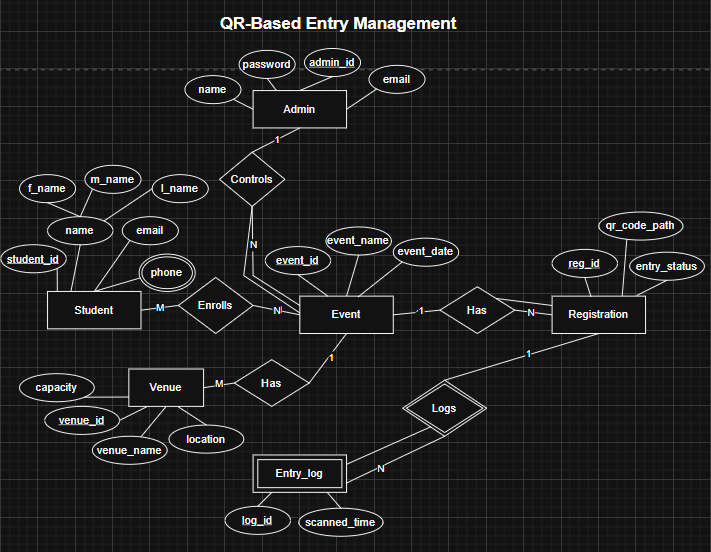 QR-Based Entry Management
password
admin_id
name
email
Admin
1
Controls
f_name
m_name
l_name
name
email
student_id
phone
Student
M
Enrolls
N
N
event_id
event_name
event_date
Event
1
Has
N
qr_code_path
reg_id
entry_status
Registration
capacity
venue_id
venue_name
location
Venue
M
Has
1
1
Logs
N
Entry_log
log_id
scanned_time